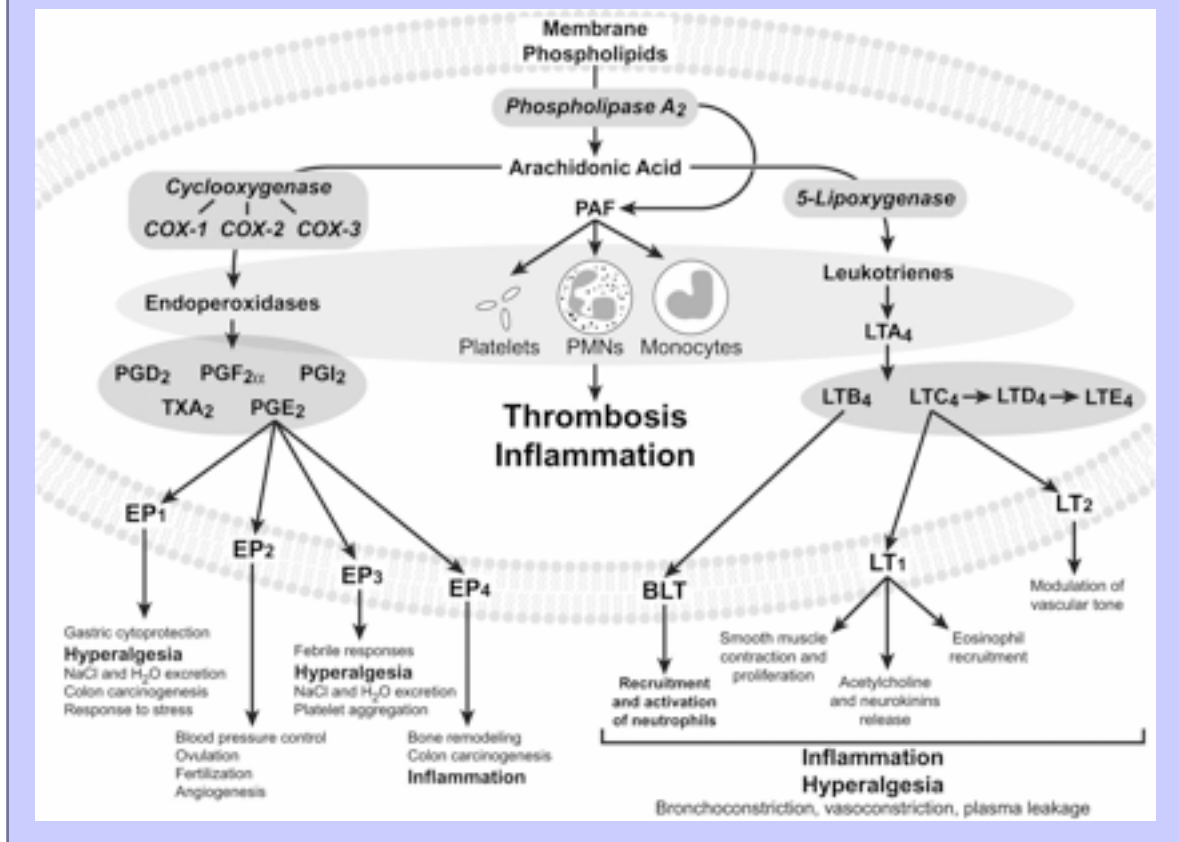 Membrane
Phospholipids
Phospholipase A2
Arachidonic Acid
Cyclooxygenase
COX-1 COX-2 COX-3
PAF
5-Lipoxygenase
Endoperoxidases
Platelets PMNs Monocytes
Leukotrienes
LTA4
PGD2 PGF2α PGI2
TXA2 PGE2
Thrombosis
Inflammation
LTB4 LTC4 LTD4 LTE4
EP1
EP2
EP3
EP4
BLT
LT1
LT2
Gastric cytoprotection
Hyperalgesia
NaCl and H2O excretion
Colon carcinogenesis
Response to stress
Blood pressure control
Ovulation
Fertilization
Angiogenesis
Febrile responses
Hyperalgesia
NaCl and H2O excretion
Platelet aggregation
Bone remodeling
Colon carcinogenesis
Inflammation
Recruitment
and activation
of neutrophils
Smooth muscle
contraction and
proliferation
Acetylcholine
and neurokinins
release
Eosinophil
recruitment
Modulation of
vascular tone
Inflammation
Hyperalgesia
Bronchoconstriction, vasoconstriction, plasma leakage